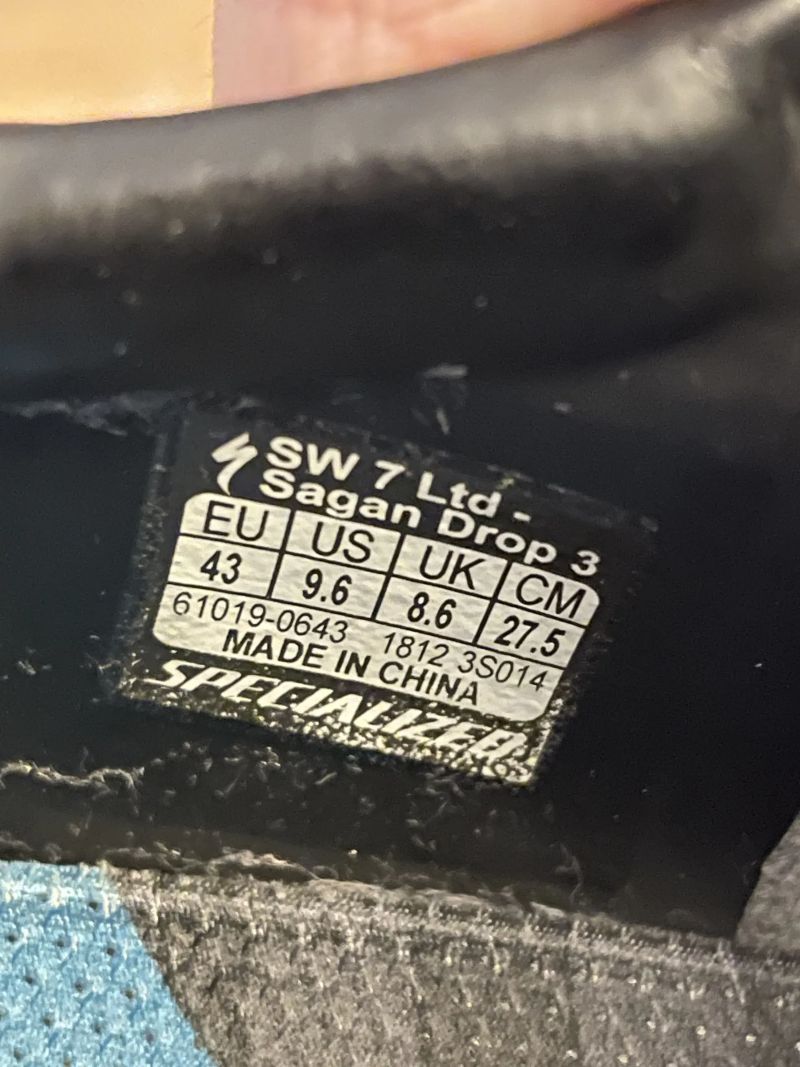 SW 7 Ltd -
Sagan Drop 3
EU US UK CM
43 9.6 8.6 27.5
61019-0643 1812 3S014
MADE IN CHINA
SPECIALIZED